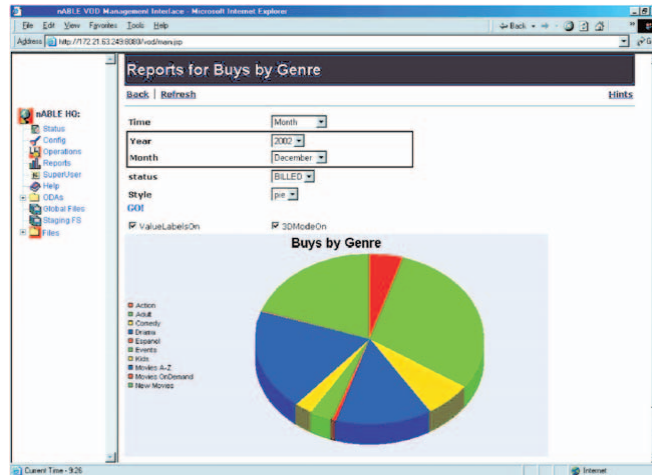 nABLE VOD Management Interface - Microsoft Internet Explorer
File Edit View Favorites Tools Help
Back
Address http://172.21.63.249:8080/vod/main.jsp
Reports for Buys by Genre
Back | Refresh
Hints
nABLE HQ:
Status
Config
Operations
Reports
SuperUser
Help
ODAs
Global Files
Staging FS
Files
Time Month
Year 2002
Month December
status BILLED
Style pie
GO!
ValueLabelsOn 3DModeOn
Buys by Genre
Action
Adult
Comedy
Drama
Espanol
Events
Kids
Movies A-Z
Movies OnDemand
New Movies
Current Time - 9:26
Internet